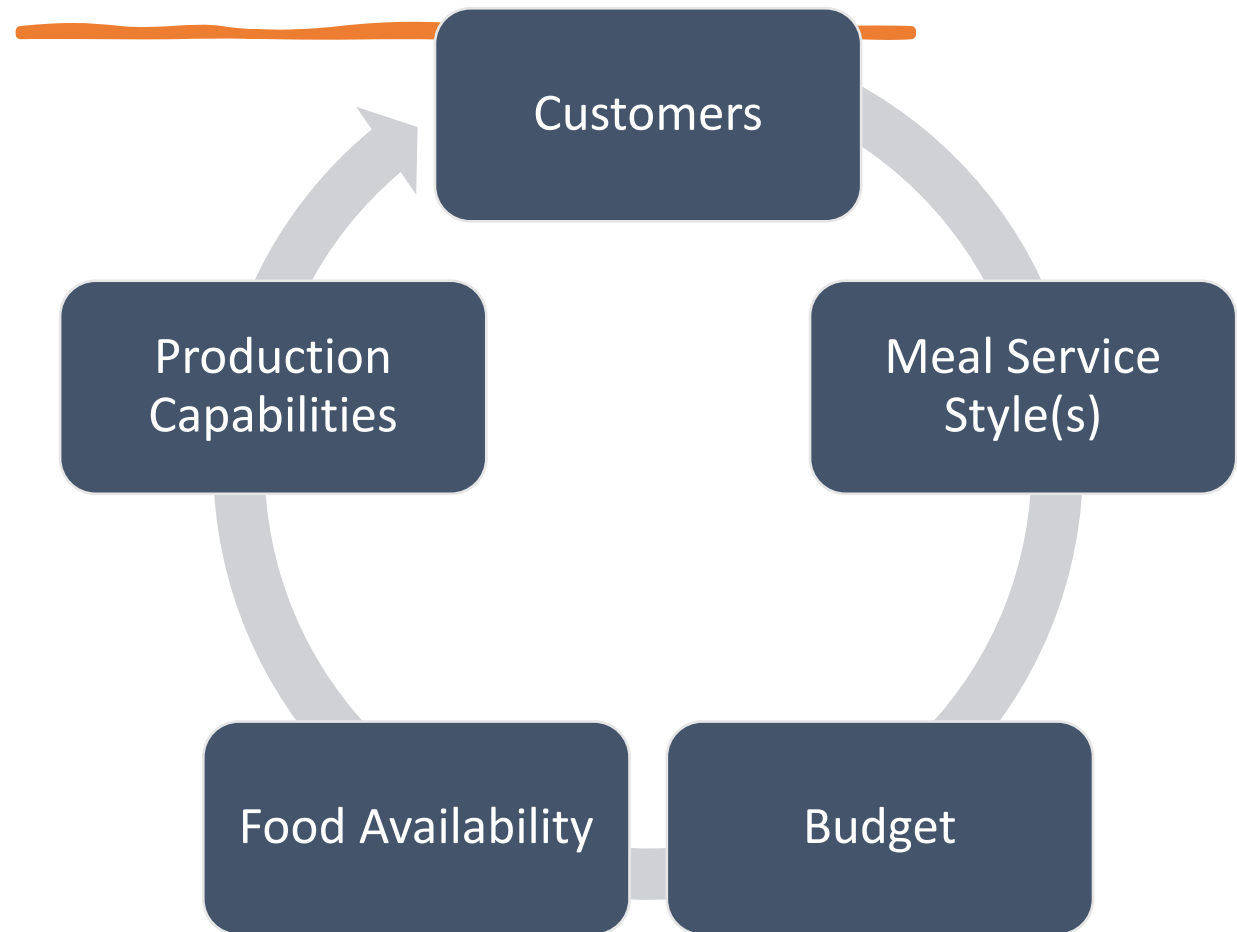 Customers
Meal Service
Style(s)
Budget
Food Availability
Production
Capabilities